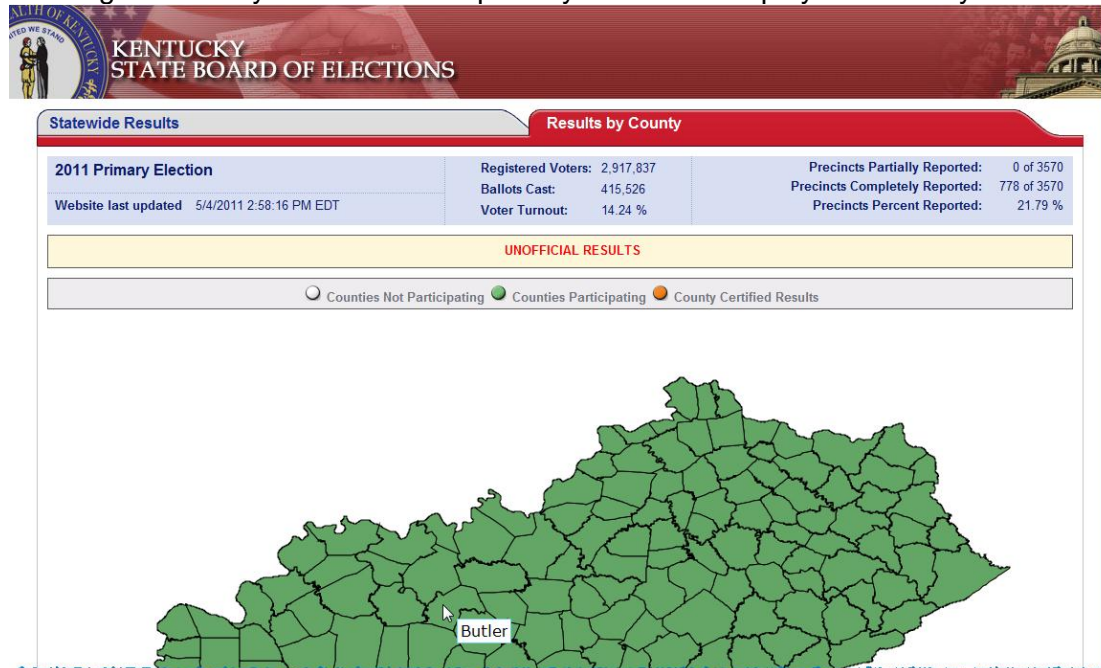 KENTUCKY
STATE BOARD OF ELECTIONS
Statewide Results
Results by County
2011 Primary Election
Website last updated 5/4/2011 2:58:16 PM EDT
Registered Voters: 2,917,837
Ballots Cast: 415,526
Voter Turnout: 14.24 %
Precincts Partially Reported: 0 of 3570
Precincts Completely Reported: 778 of 3570
Precincts Percent Reported: 21.79 %
UNOFFICIAL RESULTS
Counties Not Participating Counties Participating County Certified Results
Butler